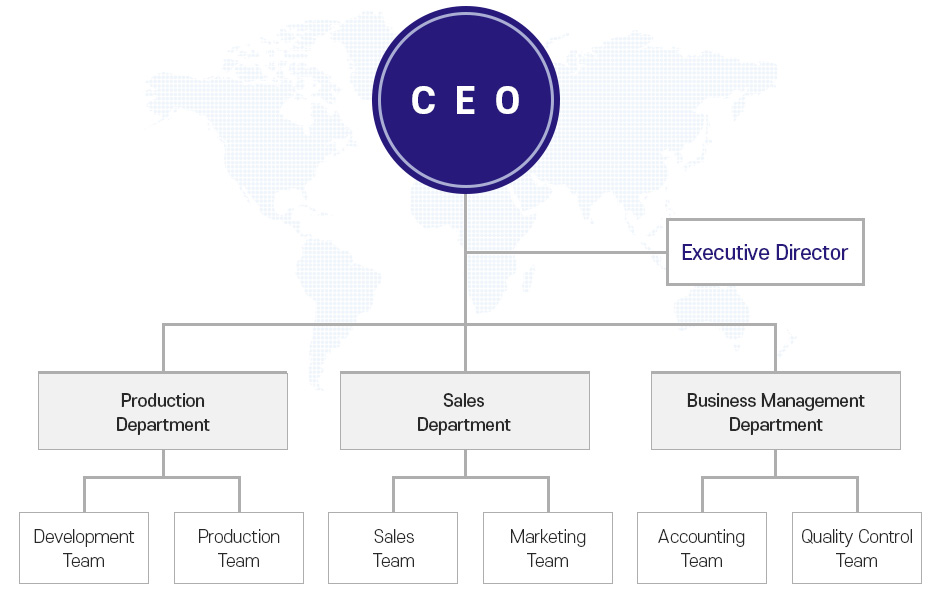 CEO
Executive Director
Production
Department
Sales
Department
Business Management
Department
Development
Team
Production
Team
Sales
Team
Marketing
Team
Accounting
Team
Quality Control
Team